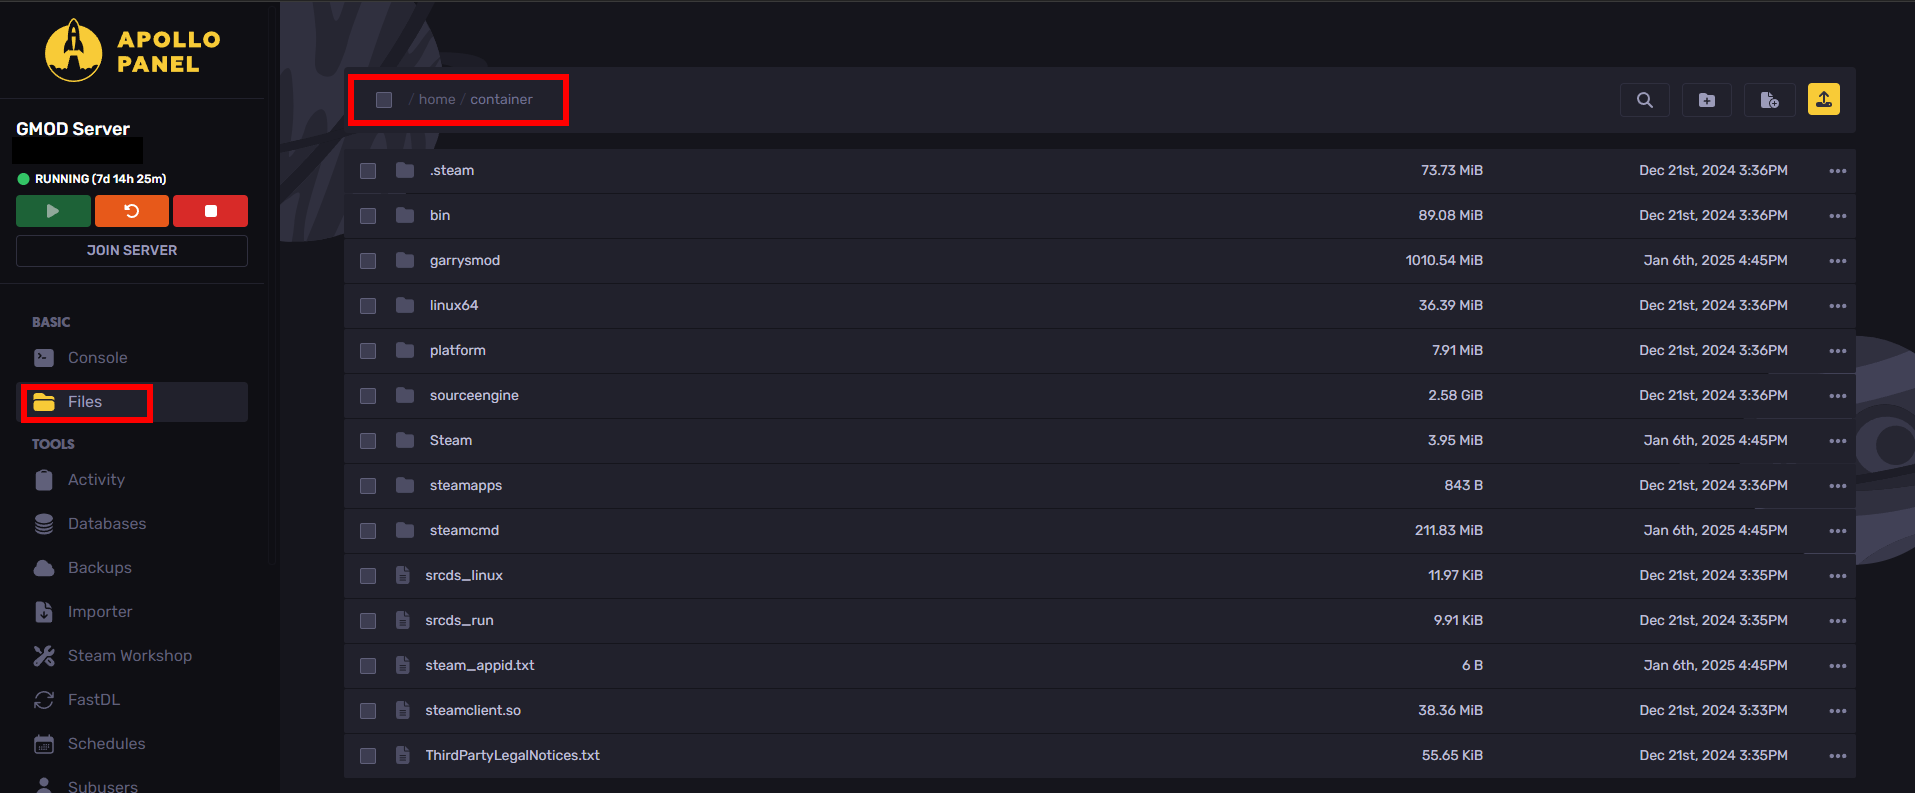 APOLLO
PANEL
GMOD Server
RUNNING (7d 14h 25m)
JOIN SERVER
BASIC
Console
Files
TOOLS
Activity
Databases
Backups
Importer
Steam Workshop
FastDL
Schedules
Subusers
/ home / container
.steam 73.73 MiB Dec 21st, 2024 3:36PM
bin 89.08 MiB Dec 21st, 2024 3:36PM
garrysmod 1010.54 MiB Jan 6th, 2025 4:45PM
linux64 36.39 MiB Dec 21st, 2024 3:36PM
platform 7.91 MiB Dec 21st, 2024 3:36PM
sourceengine 2.58 GiB Dec 21st, 2024 3:36PM
Steam 3.95 MiB Jan 6th, 2025 4:45PM
steamapps 843 B Dec 21st, 2024 3:36PM
steamcmd 211.83 MiB Jan 6th, 2025 4:45PM
srcds_linux 11.97 KiB Dec 21st, 2024 3:35PM
srcds_run 9.91 KiB Dec 21st, 2024 3:35PM
steam_appid.txt 6 B Jan 6th, 2025 4:45PM
steamclient.so 38.36 MiB Dec 21st, 2024 3:33PM
ThirdPartyLegalNotices.txt 55.65 KiB Dec 21st, 2024 3:35PM